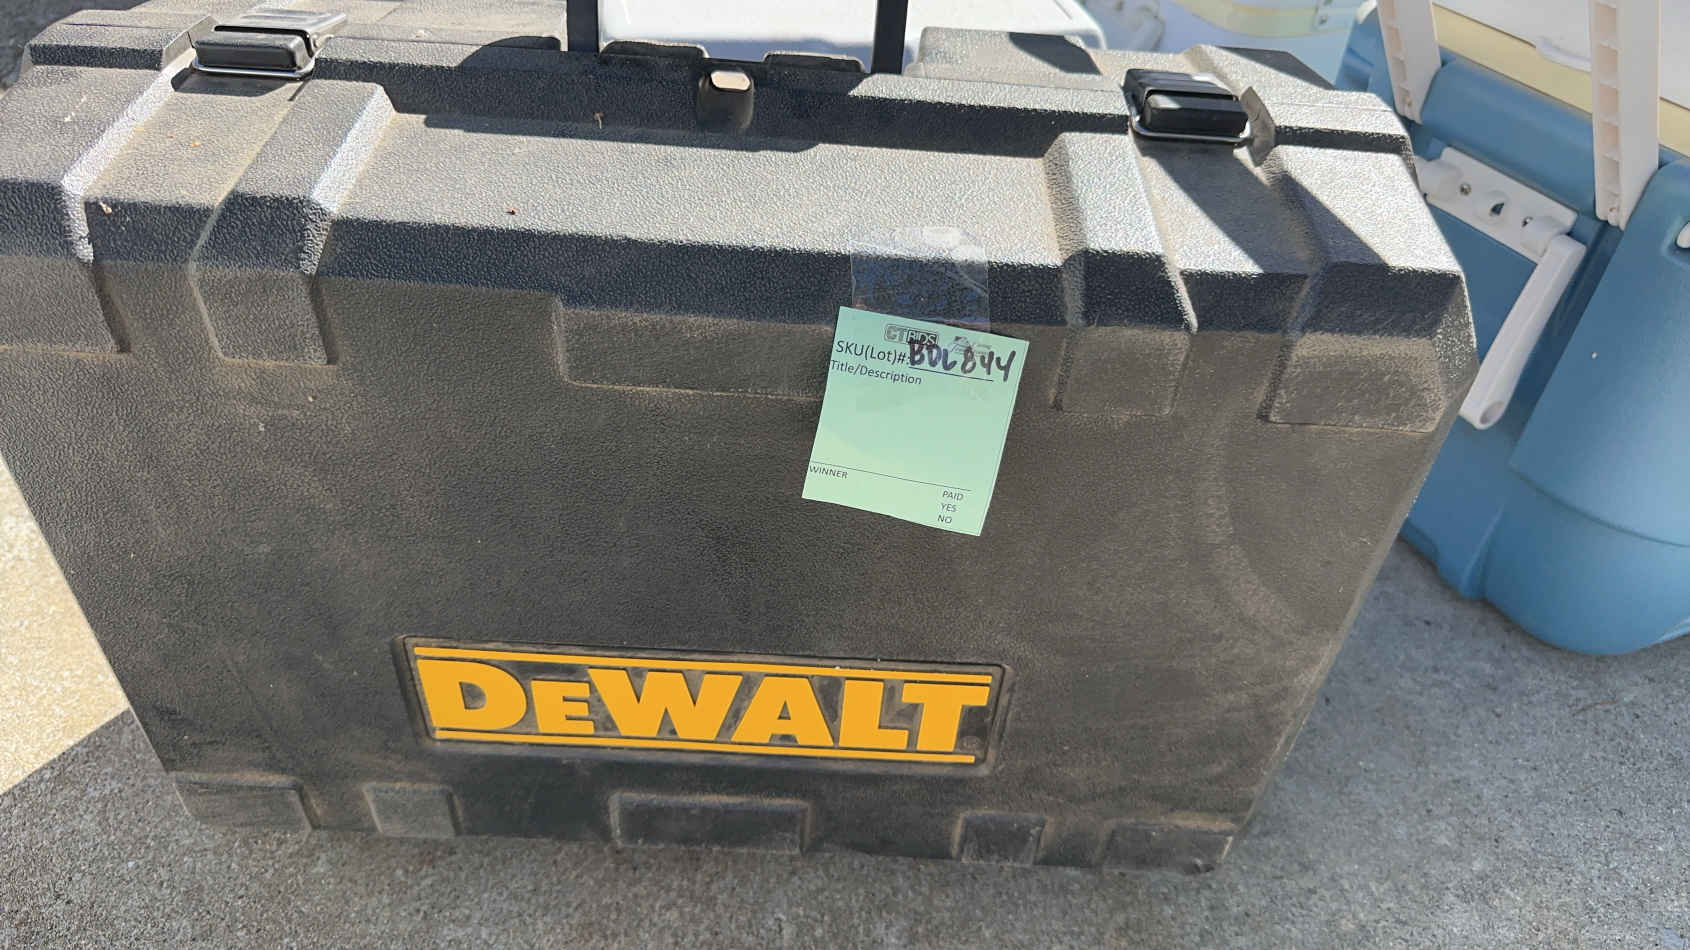 CTBIDS
SKU(Lot)#: BDL844
Title/Description
WINNER
PAID
YES
NO
DEWALT